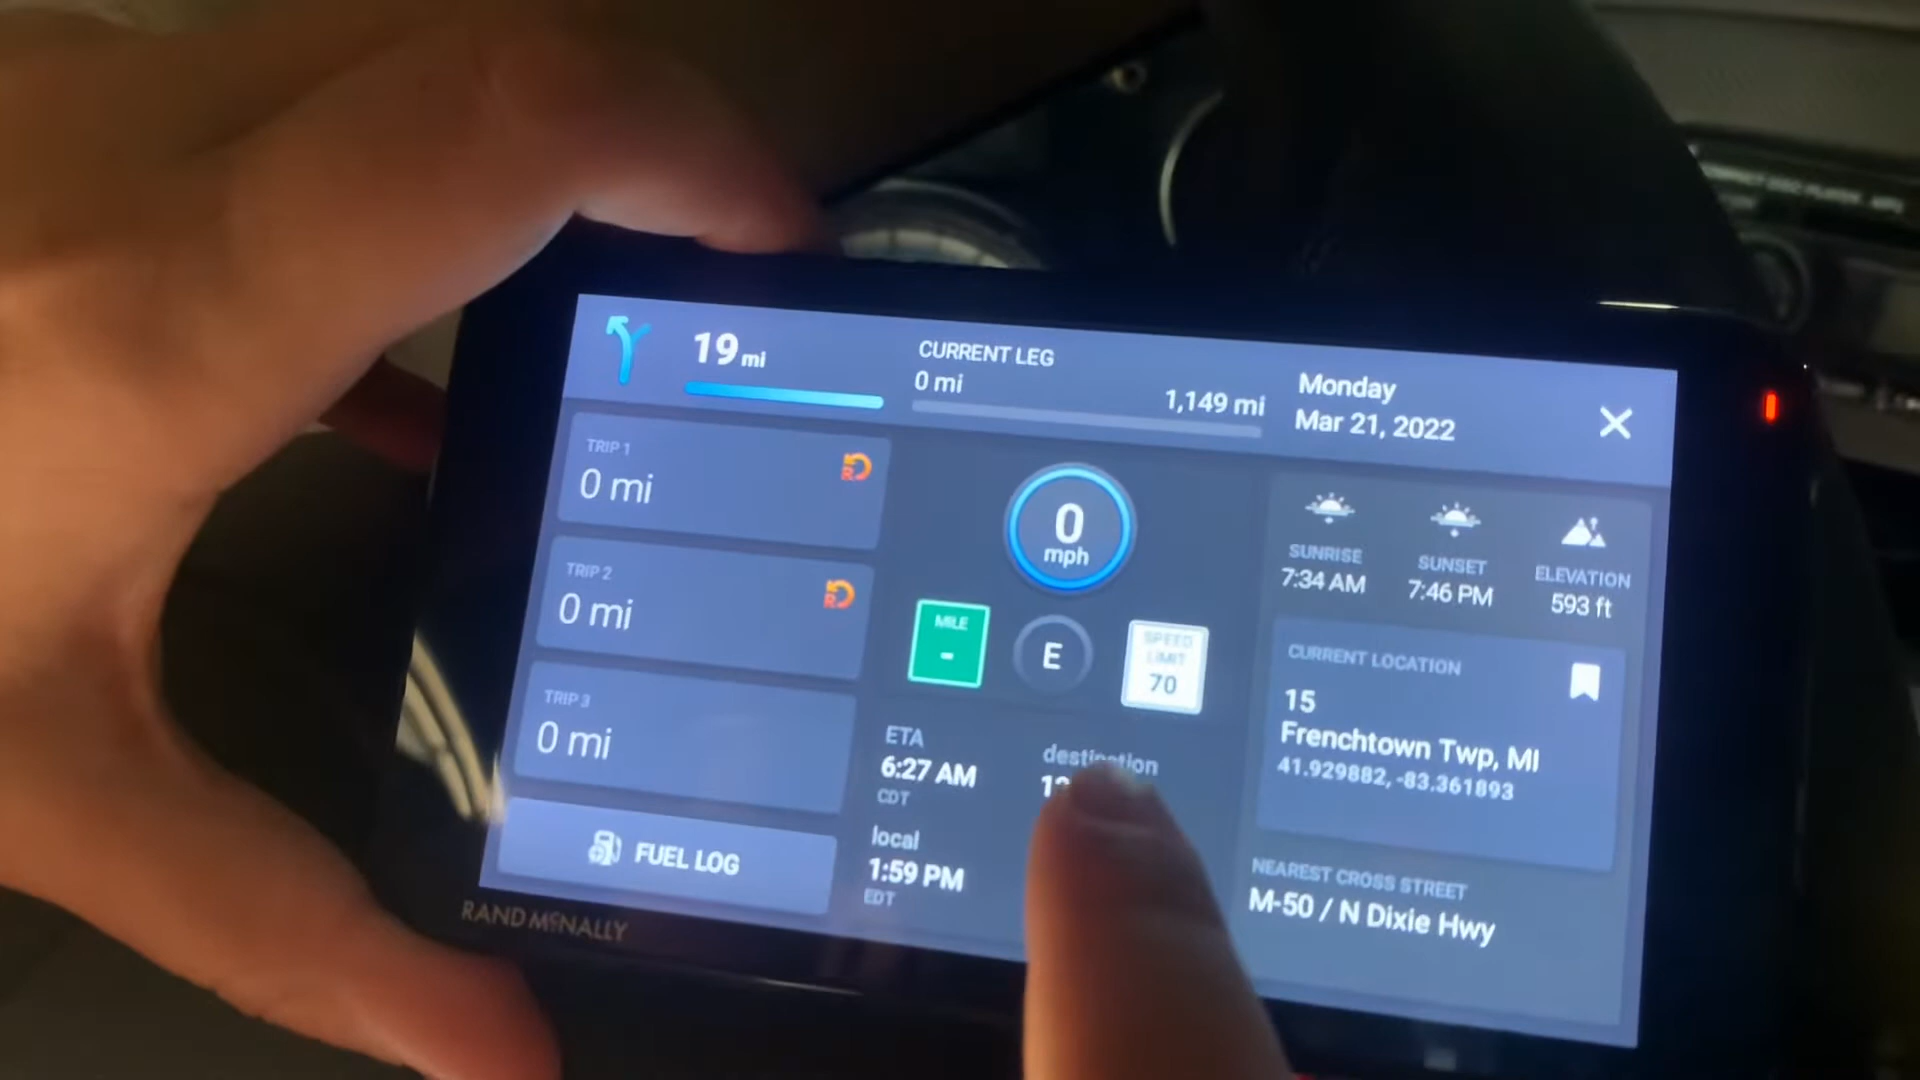 19 mi
CURRENT LEG
0 mi
1,149 mi
Monday
Mar 21, 2022
TRIP 1
0 mi
TRIP 2
0 mi
TRIP 3
0 mi
FUEL LOG
0
mph
MILE
-
E
SPEED
LIMIT
70
ETA
6:27 AM
CDT
destination
local
1:59 PM
EDT
SUNRISE
7:34 AM
SUNSET
7:46 PM
ELEVATION
593 ft
CURRENT LOCATION
15
Frenchtown Twp, MI
41.929882, -83.361893
NEAREST CROSS STREET
M-50 / N Dixie Hwy
RAND McNALLY